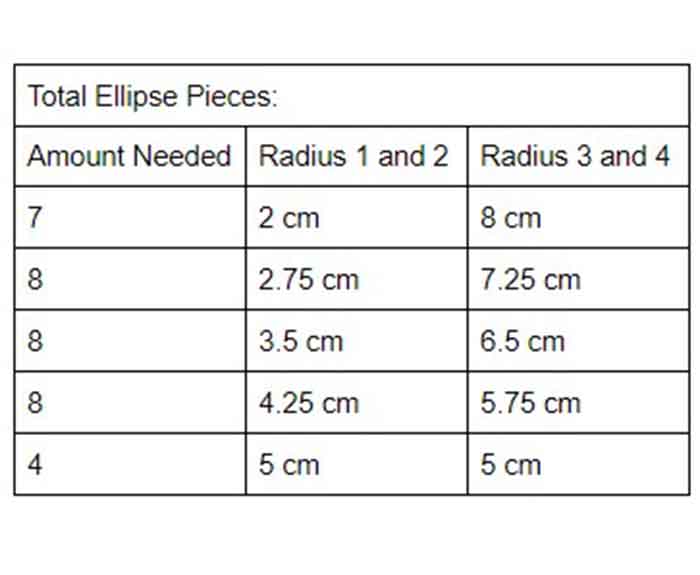 Total Ellipse Pieces:
Amount Needed Radius 1 and 2 Radius 3 and 4
7 2 cm 8 cm
8 2.75 cm 7.25 cm
8 3.5 cm 6.5 cm
8 4.25 cm 5.75 cm
4 5 cm 5 cm